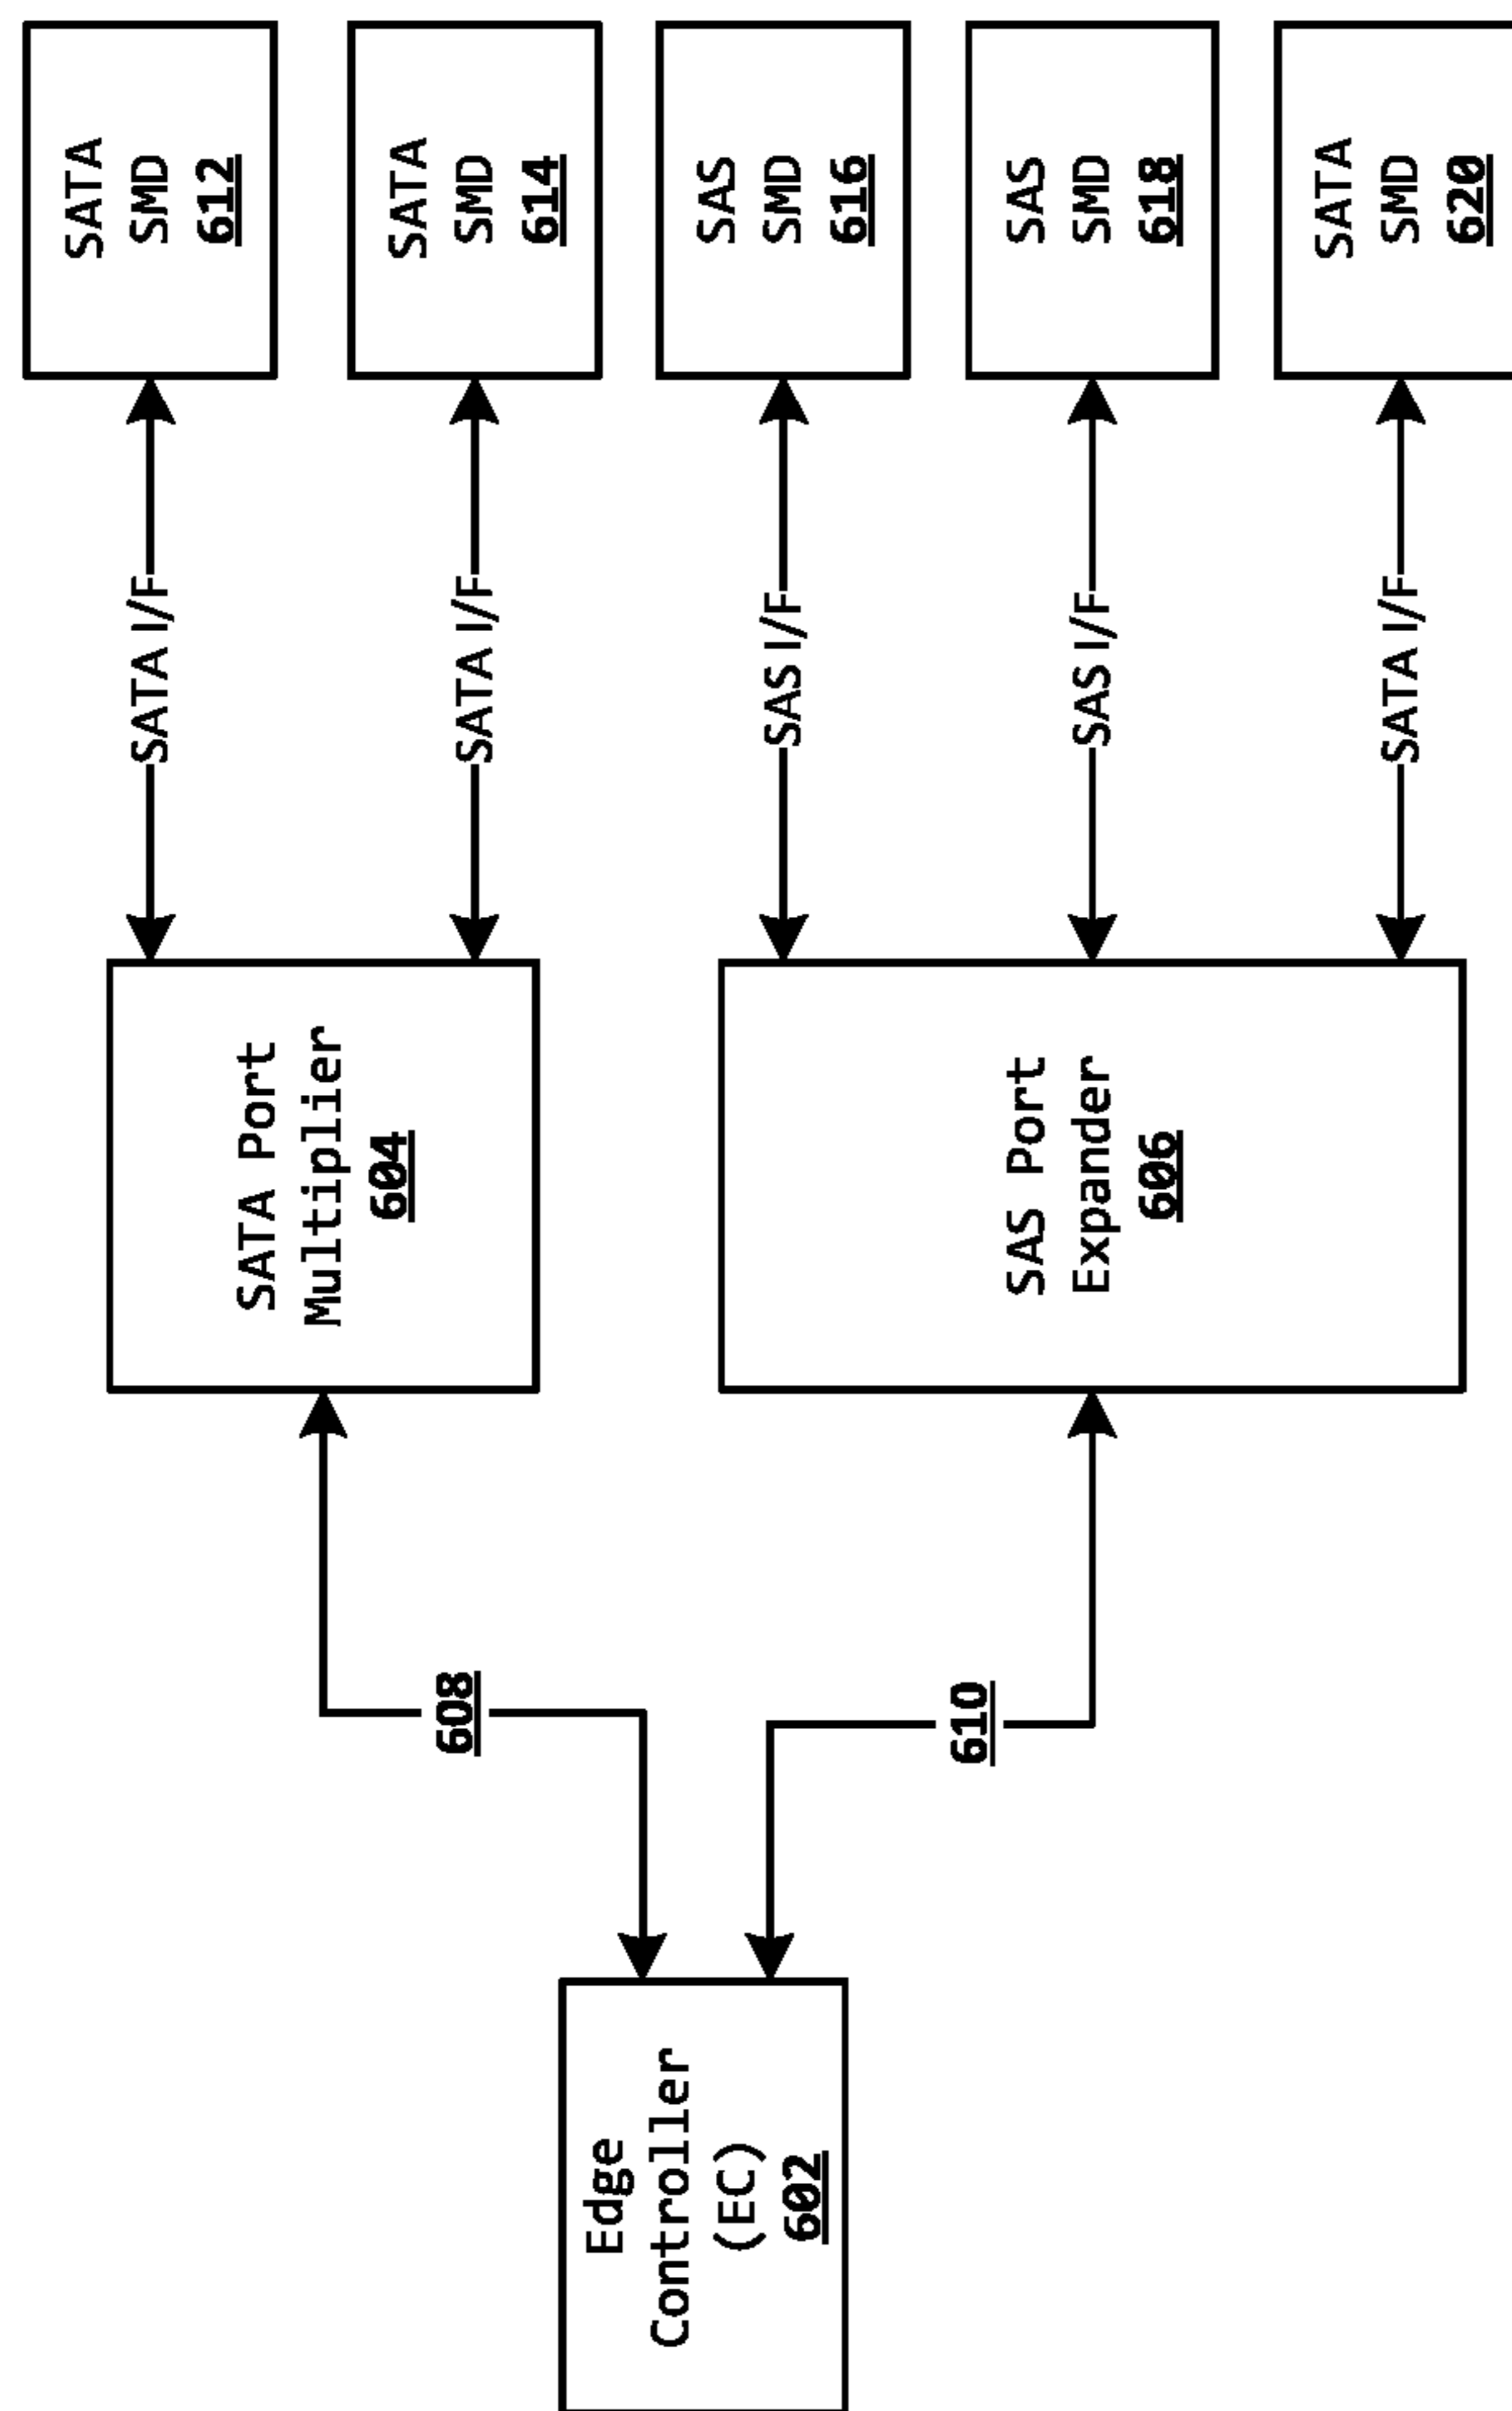 SATA
SMD
612
SATA
SMD
614
SAS
SMD
616
SAS
SMD
618
SATA
SMD
620
SATA I/F
SATA I/F
SAS I/F
SAS I/F
SATA I/F
SATA Port
Multiplier
604
SAS Port
Expander
606
608
610
Edge
Controller
(EC)
602